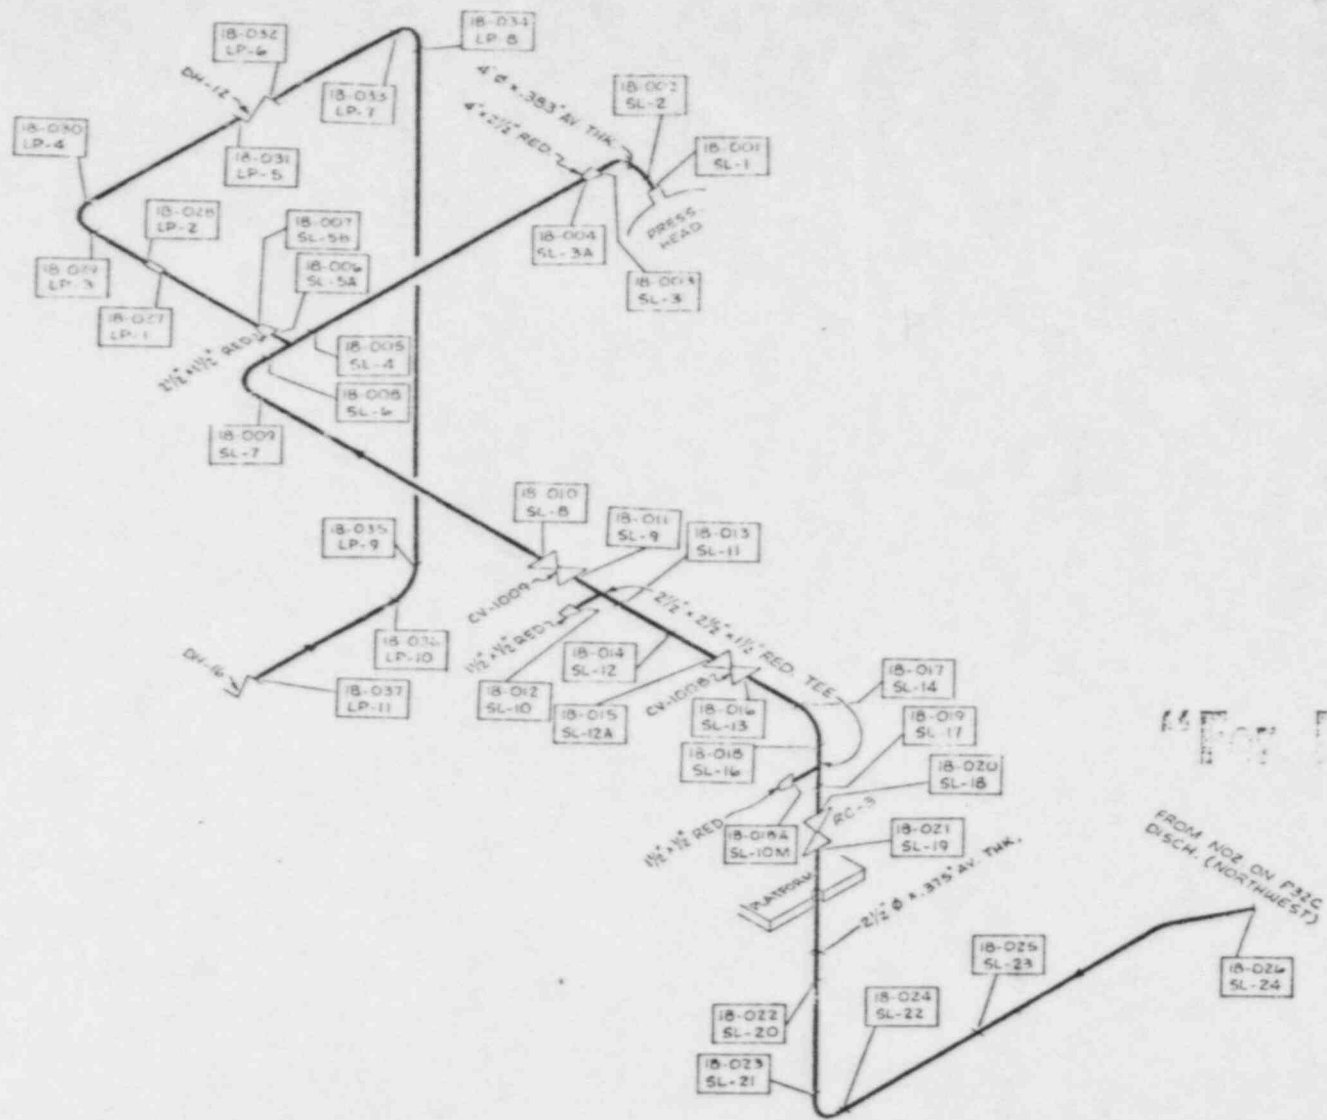 18-032
LP-6
18-034
LP-8
DH-12
18-033
LP-7
4" Ø x .383" AV. THK.
4" x 2½" RED.
18-002
SL-2
18-001
SL-1
18-030
LP-4
18-031
LP-5
18-028
LP-2
18-007
SL-5B
18-006
SL-5A
18-004
SL-3A
18-003
SL-3
PRESS.
HEAD
18-029
LP-3
18-027
LP-1
2½" x 1½" RED.
18-005
SL-4
18-008
SL-6
18-009
SL-7
18-010
SL-8
18-011
SL-9
18-013
SL-11
18-035
LP-9
CV-1009
2½" x 2½" x 1½" RED. TEE
18-036
LP-10
1½" x ½" RED.
18-014
SL-12
18-012
SL-10
DH-16
18-037
LP-11
18-015
SL-12A
CV-1008
18-016
SL-13
18-017
SL-14
18-019
SL-17
18-018
SL-16
18-020
SL-18
RC-3
1½" x ½" RED
18-018A
SL-10M
18-021
SL-19
PLATFORM
2½" Ø x .375" AV. THK.
FROM NOZ ON P32C
DISCH. (NORTHWEST)
18-025
SL-23
18-026
SL-24
18-022
SL-20
18-024
SL-22
18-023
SL-21
"For